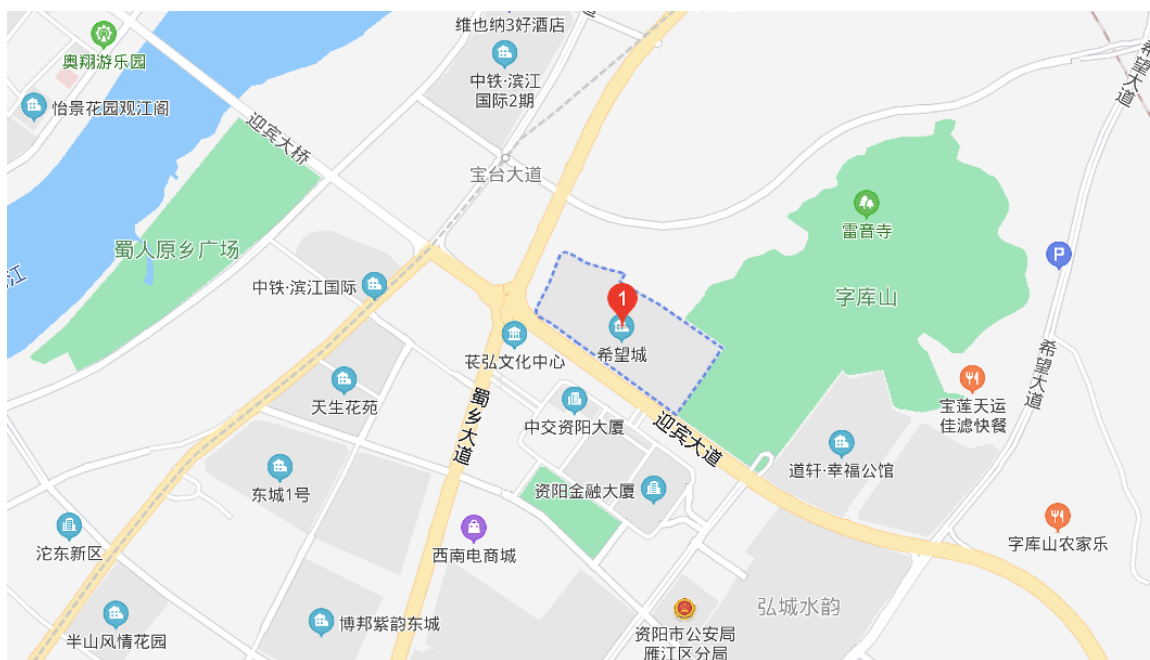 维也纳3好酒店
奥翔游乐园
中铁·滨江
国际2期
希望大道
怡景花园观江阁
迎宾大桥
宝台大道
雷音寺
蜀人原乡广场
P
江
中铁·滨江国际
字库山
1
希望城
苌弘文化中心
希望大道
天生花苑
蜀乡大道
宝莲天运
佳滤快餐
中交资阳大厦
迎宾大道
道轩·幸福公馆
东城1号
资阳金融大厦
沱东新区
西南电商城
字库山农家乐
弘城水韵
半山风情花园
博邦紫韵东城
资阳市公安局
雁江区分局